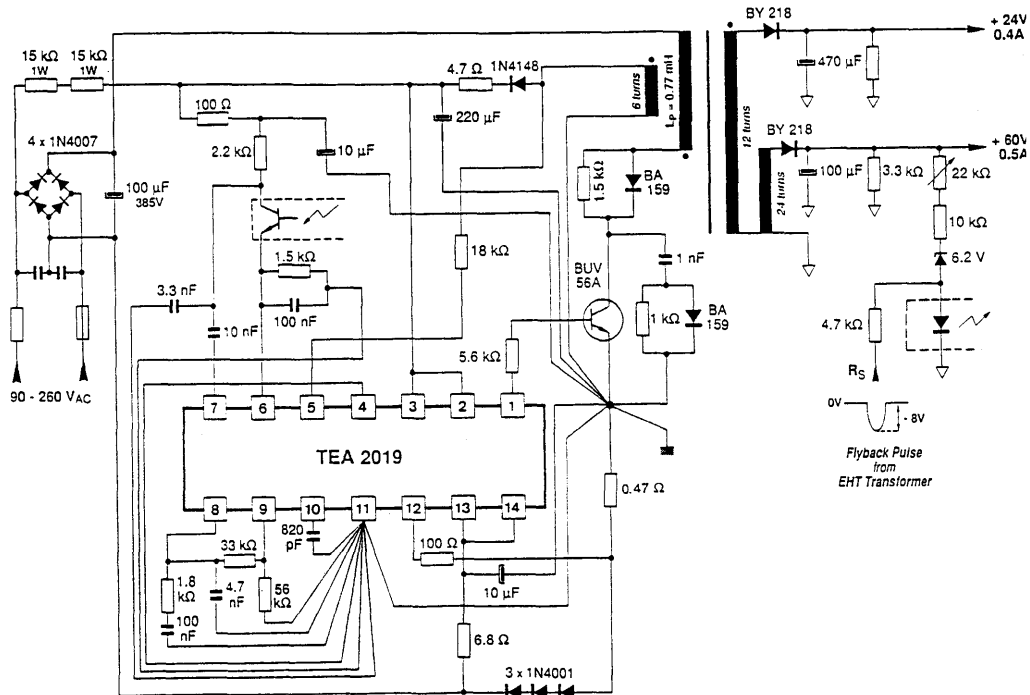 BY 218
+ 24V
0.4A
15 kΩ
1W
15 kΩ
1W
4.7 Ω
1N4148
6 turns
Lp = 0.77 mH
470 µF
100 Ω
220 µF
12 turns
4 x 1N4007
2.2 kΩ
10 µF
BY 218
+ 60V
0.5A
100 µF
385V
1.5 kΩ
BA
159
24 turns
100 µF
3.3 kΩ
22 kΩ
10 kΩ
18 kΩ
1.5 kΩ
1 nF
6.2 V
3.3 nF
100 nF
BUV
56A
10 nF
1 kΩ
BA
159
4.7 kΩ
5.6 kΩ
RS
90 - 260 VAC
7
6
5
4
3
2
1
0V
- 8V
TEA 2019
Flyback Pulse
from
EHT Transformer
0.47 Ω
8
9
10
11
12
13
14
820
pF
33 kΩ
100 Ω
1.8
kΩ
4.7
nF
56
kΩ
10 µF
100
nF
6.8 Ω
3 x 1N4001